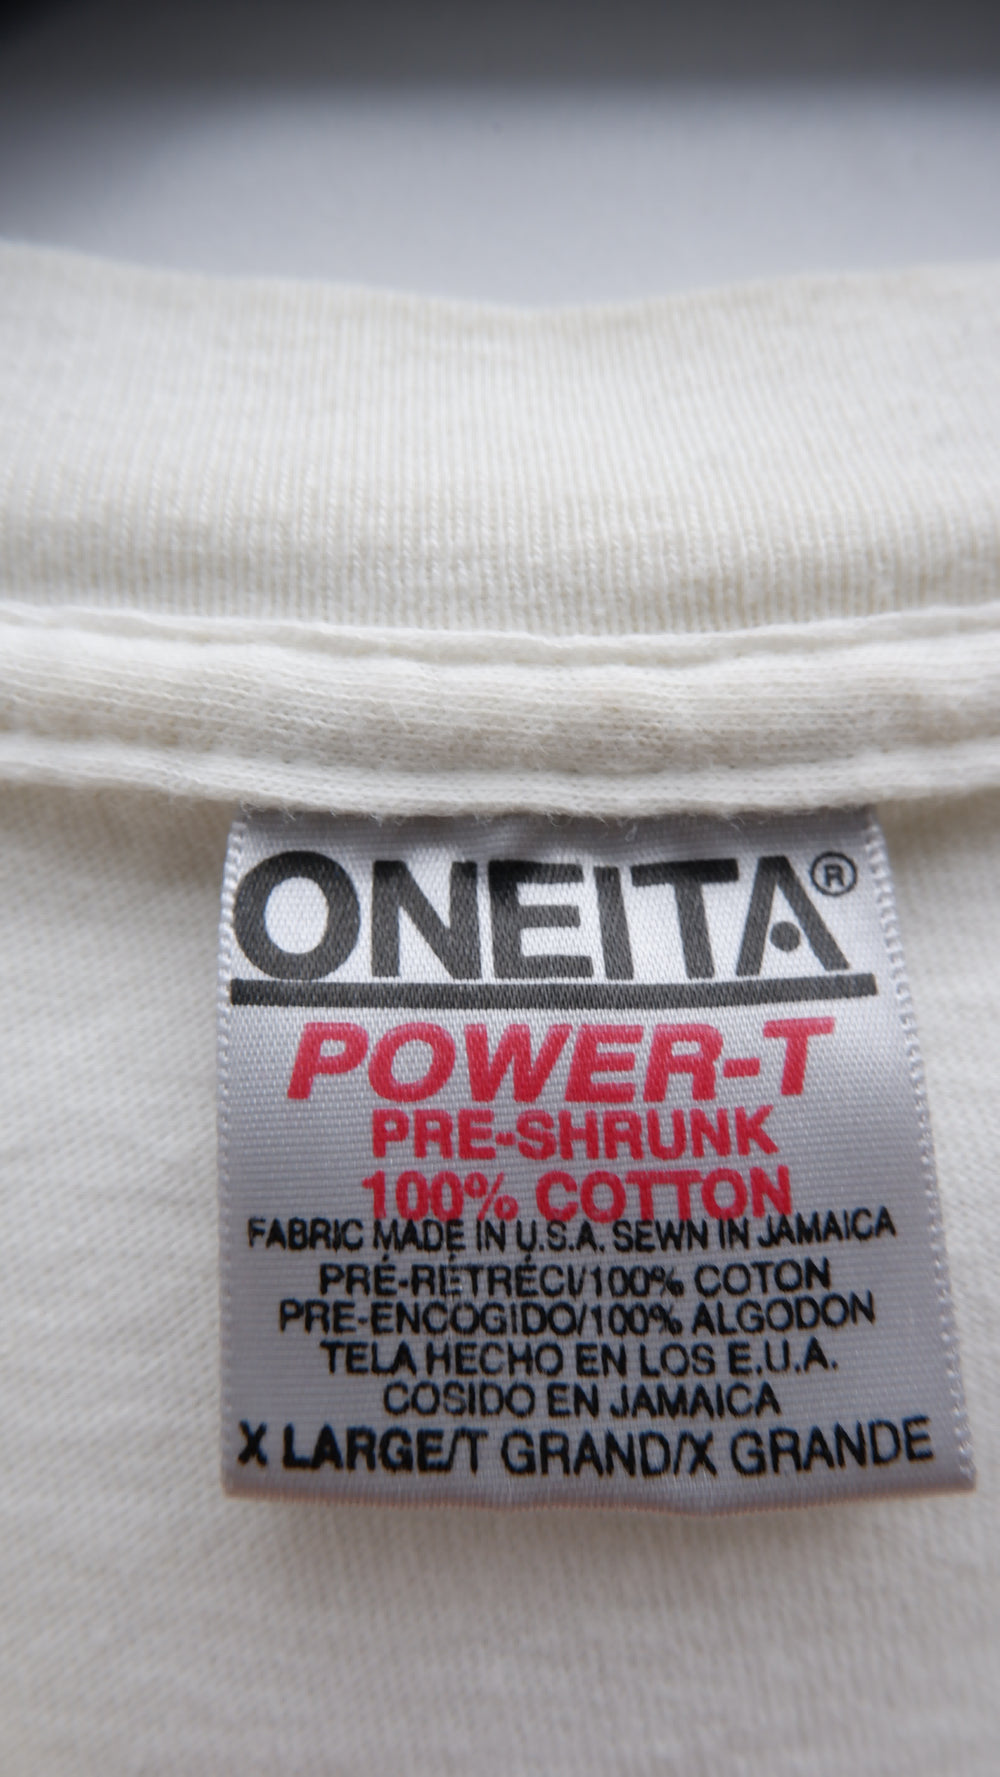 ONEITA®
POWER-T
PRE-SHRUNK
100% COTTON
FABRIC MADE IN U.S.A. SEWN IN JAMAICA
PRÉ-RÉTRÉCI/100% COTON
PRE-ENCOGIDO/100% ALGODON
TELA HECHO EN LOS E.U.A.
COSIDO EN JAMAICA
X LARGE/T GRAND/X GRANDE